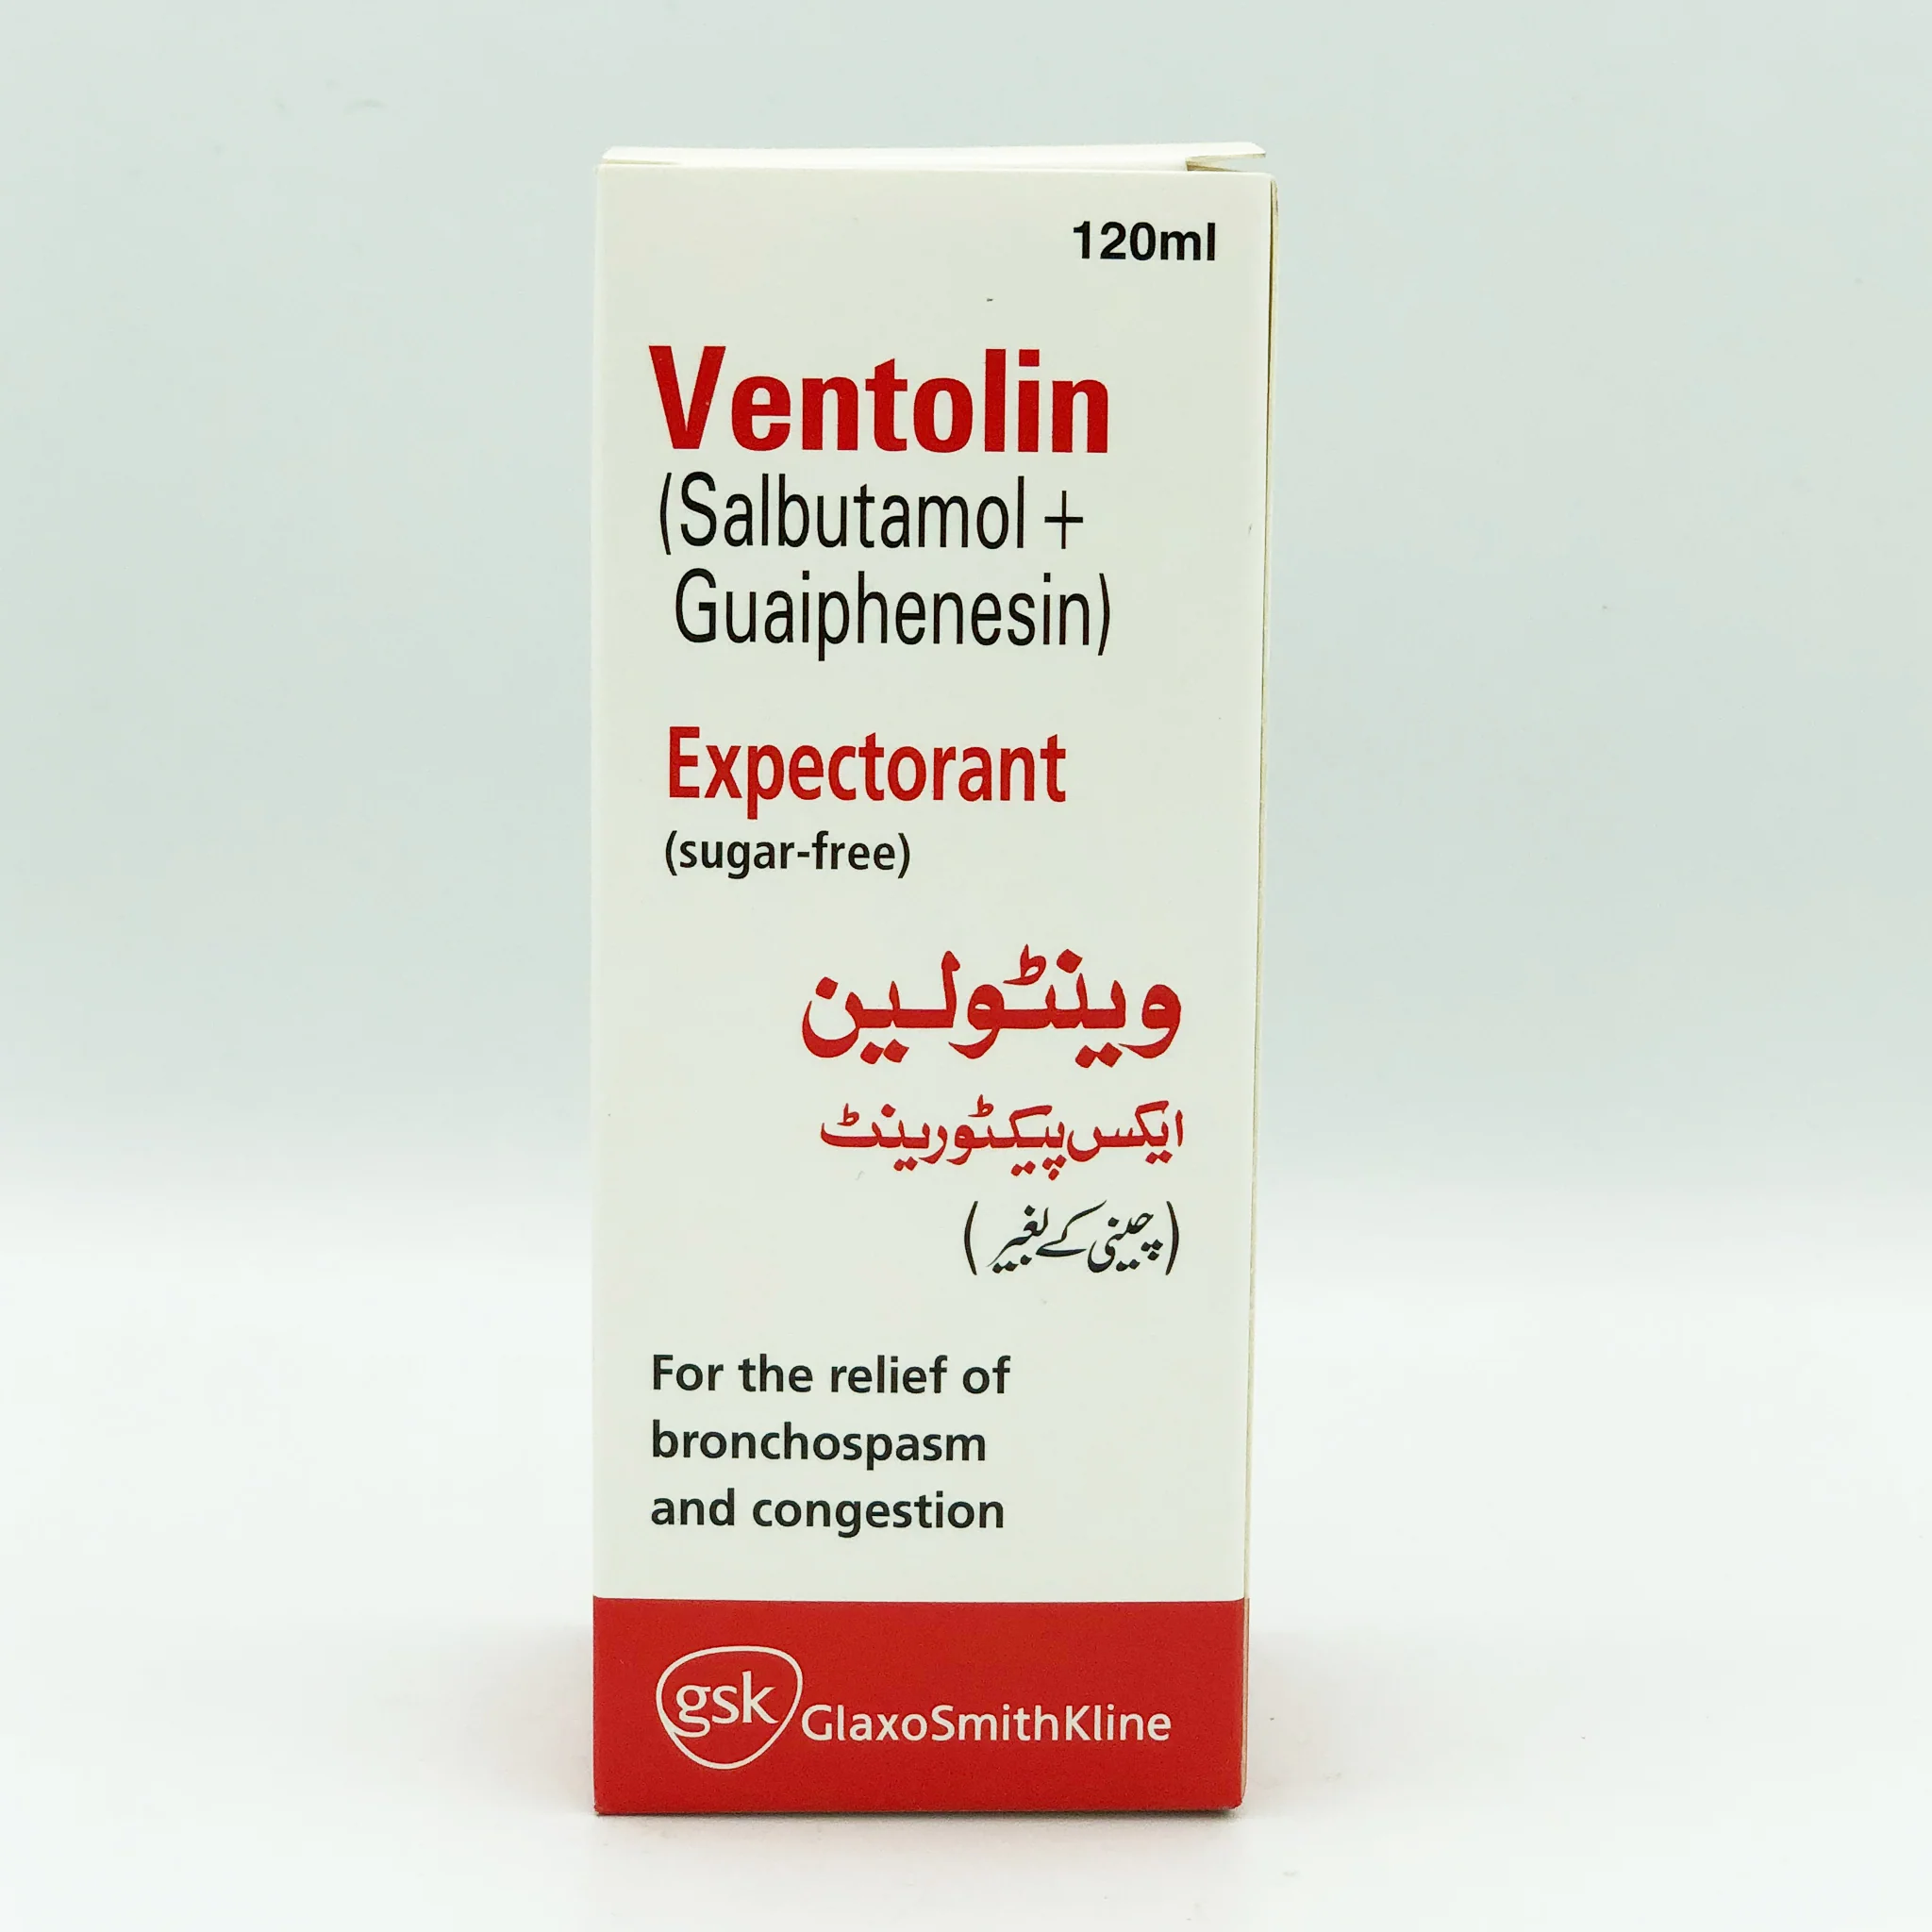 120ml
Ventolin
(Salbutamol +
Guaiphenesin)
Expectorant
(sugar-free)
وینٹولین
ایکس پیکٹورینٹ
(چینی کے بغیر)
For the relief of
bronchospasm
and congestion
gsk GlaxoSmithKline